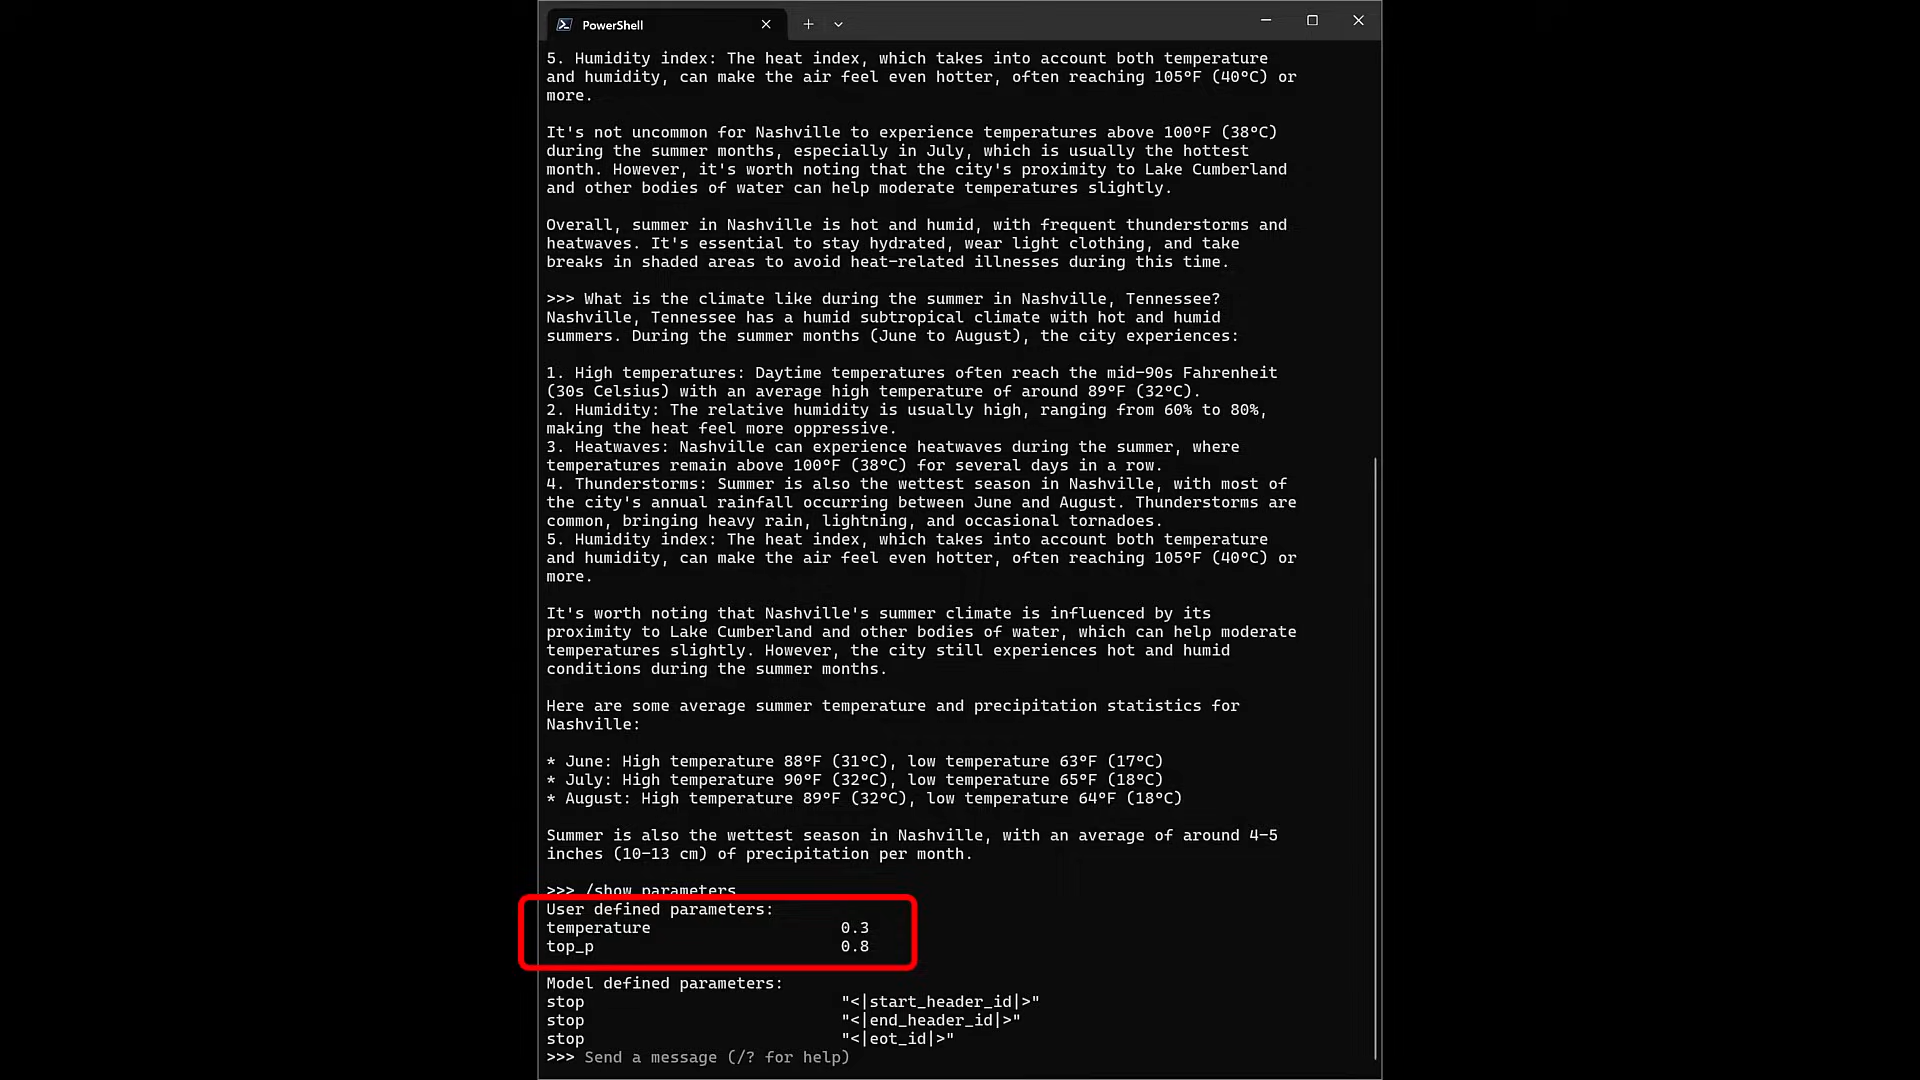 PowerShell
5. Humidity index: The heat index, which takes into account both temperature
and humidity, can make the air feel even hotter, often reaching 105°F (40°C) or
more.
It's not uncommon for Nashville to experience temperatures above 100°F (38°C)
during the summer months, especially in July, which is usually the hottest
month. However, it's worth noting that the city's proximity to Lake Cumberland
and other bodies of water can help moderate temperatures slightly.
Overall, summer in Nashville is hot and humid, with frequent thunderstorms and
heatwaves. It's essential to stay hydrated, wear light clothing, and take
breaks in shaded areas to avoid heat-related illnesses during this time.
>>> What is the climate like during the summer in Nashville, Tennessee?
Nashville, Tennessee has a humid subtropical climate with hot and humid
summers. During the summer months (June to August), the city experiences:
1. High temperatures: Daytime temperatures often reach the mid-90s Fahrenheit
(30s Celsius) with an average high temperature of around 89°F (32°C).
2. Humidity: The relative humidity is usually high, ranging from 60% to 80%,
making the heat feel more oppressive.
3. Heatwaves: Nashville can experience heatwaves during the summer, where
temperatures remain above 100°F (38°C) for several days in a row.
4. Thunderstorms: Summer is also the wettest season in Nashville, with most of
the city's annual rainfall occurring between June and August. Thunderstorms are
common, bringing heavy rain, lightning, and occasional tornadoes.
5. Humidity index: The heat index, which takes into account both temperature
and humidity, can make the air feel even hotter, often reaching 105°F (40°C) or
more.
It's worth noting that Nashville's summer climate is influenced by its
proximity to Lake Cumberland and other bodies of water, which can help moderate
temperatures slightly. However, the city still experiences hot and humid
conditions during the summer months.
Here are some average summer temperature and precipitation statistics for
Nashville:
* June: High temperature 88°F (31°C), low temperature 63°F (17°C)
* July: High temperature 90°F (32°C), low temperature 65°F (18°C)
* August: High temperature 89°F (32°C), low temperature 64°F (18°C)
Summer is also the wettest season in Nashville, with an average of around 4-5
inches (10-13 cm) of precipitation per month.
>>> /show parameters
User defined parameters:
temperature 0.3
top_p 0.8
Model defined parameters:
stop "<|start_header_id|>"
stop "<|end_header_id|>"
stop "<|eot_id|>"
>>> Send a message (/? for help)